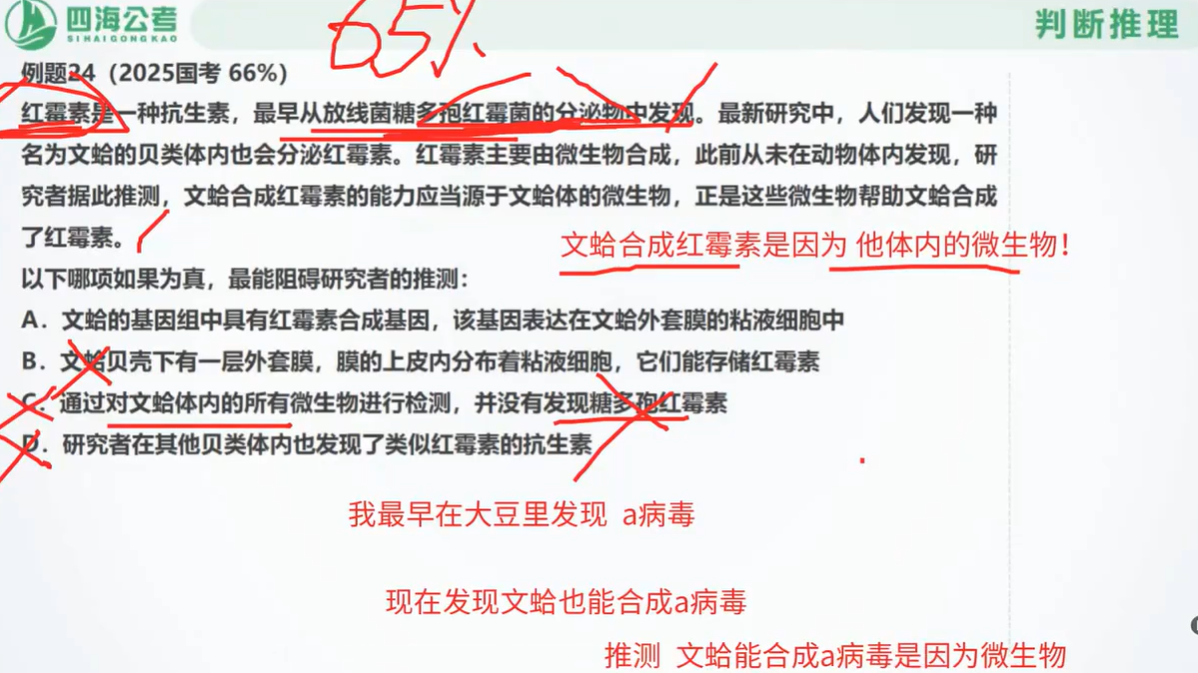 四海公考
SIHAIGONGKAO
判断推理
65%
例题24（2025国考 66%）
红霉素是一种抗生素，最早从放线菌糖多孢红霉菌的分泌物中发现。最新研究中，人们发现一种
名为文蛤的贝类体内也会分泌红霉素。红霉素主要由微生物合成，此前从未在动物体内发现，研
究者据此推测，文蛤合成红霉素的能力应当源于文蛤体的微生物，正是这些微生物帮助文蛤合成
了红霉素。
文蛤合成红霉素是因为 他体内的微生物！
以下哪项如果为真，最能阻碍研究者的推测：
A．文蛤的基因组中具有红霉素合成基因，该基因表达在文蛤外套膜的粘液细胞中
B．文蛤贝壳下有一层外套膜，膜的上皮内分布着粘液细胞，它们能存储红霉素
C．通过对文蛤体内的所有微生物进行检测，并没有发现糖多孢红霉素
D．研究者在其他贝类体内也发现了类似红霉素的抗生素
我最早在大豆里发现 a病毒
现在发现文蛤也能合成a病毒
推测 文蛤能合成a病毒是因为微生物